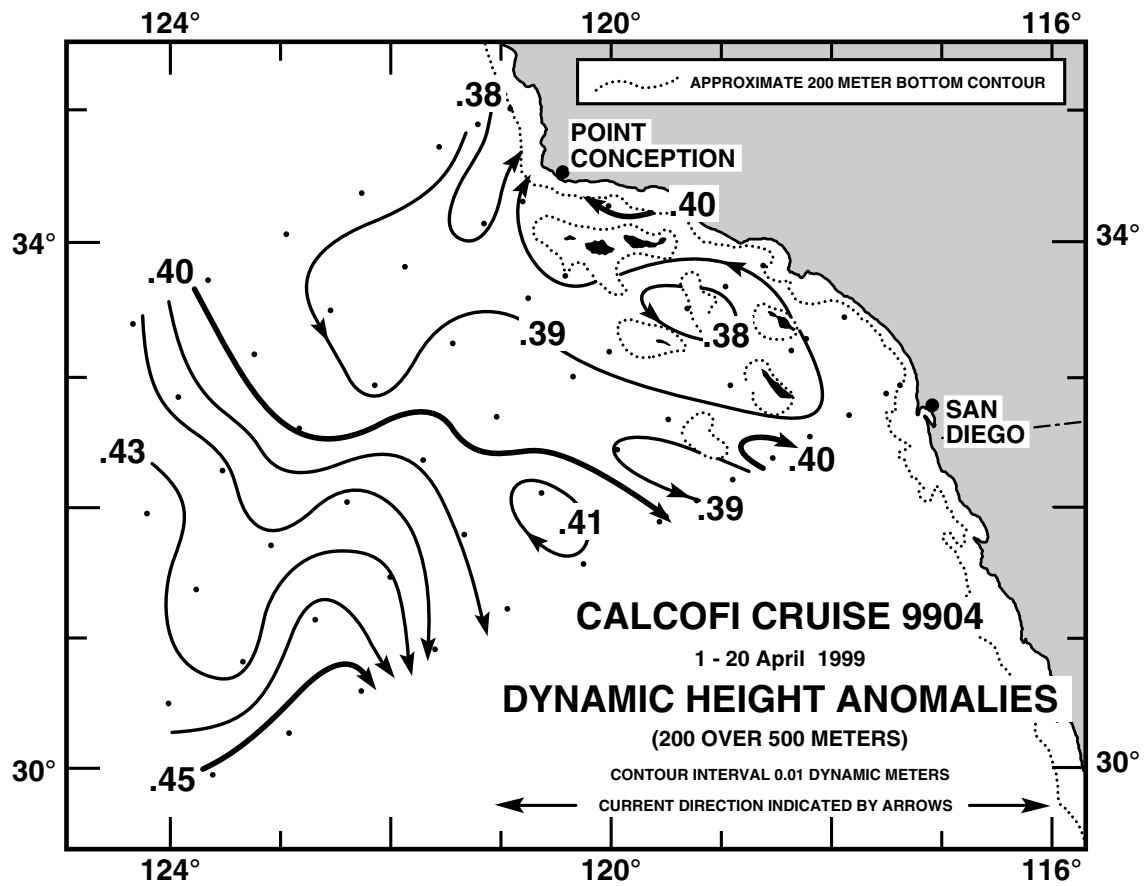 124°
120°
116°
.38
APPROXIMATE 200 METER BOTTOM CONTOUR
POINT
CONCEPTION
.40
34°
34°
.40
.39
.38
SAN
DIEGO
.43
.40
.39
.41
CALCOFI CRUISE 9904
1 - 20 April 1999
DYNAMIC HEIGHT ANOMALIES
(200 OVER 500 METERS)
30°
30°
.45
CONTOUR INTERVAL 0.01 DYNAMIC METERS
CURRENT DIRECTION INDICATED BY ARROWS
124°
120°
116°